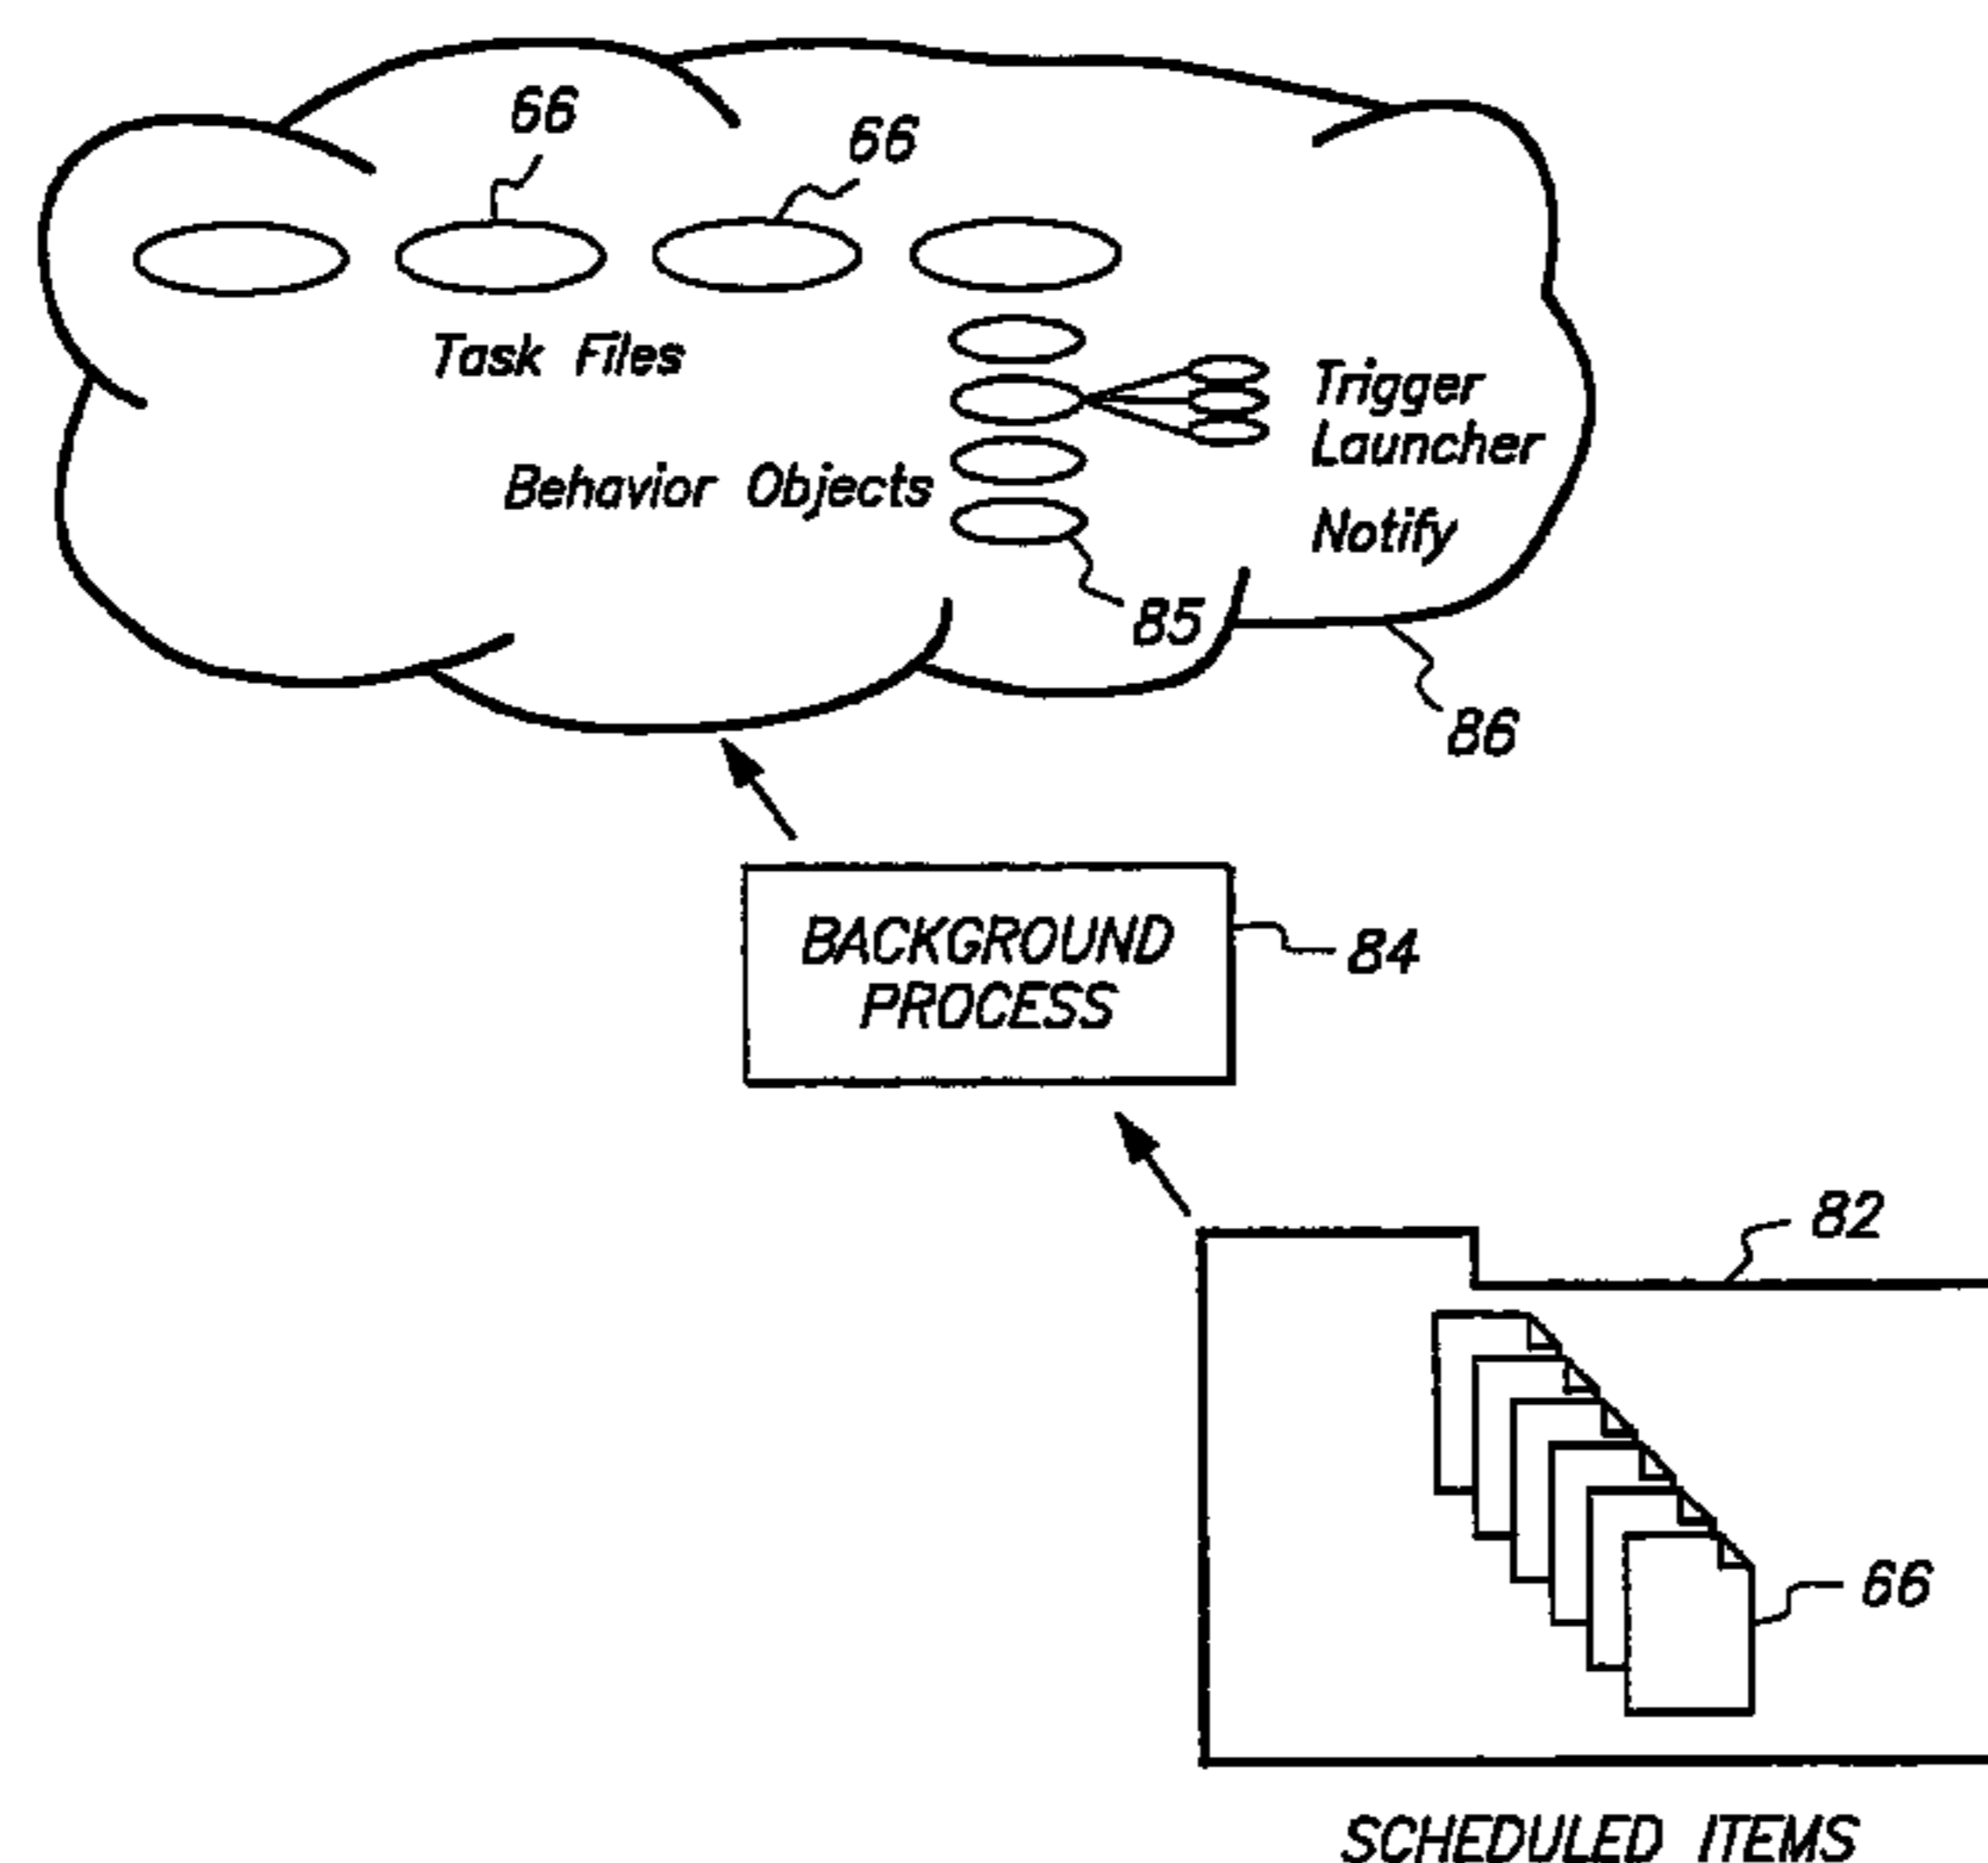 66
66
Task Files
Trigger
Launcher
Behavior Objects
Notify
85
86
BACKGROUND
PROCESS
84
82
66
SCHEDULED ITEMS